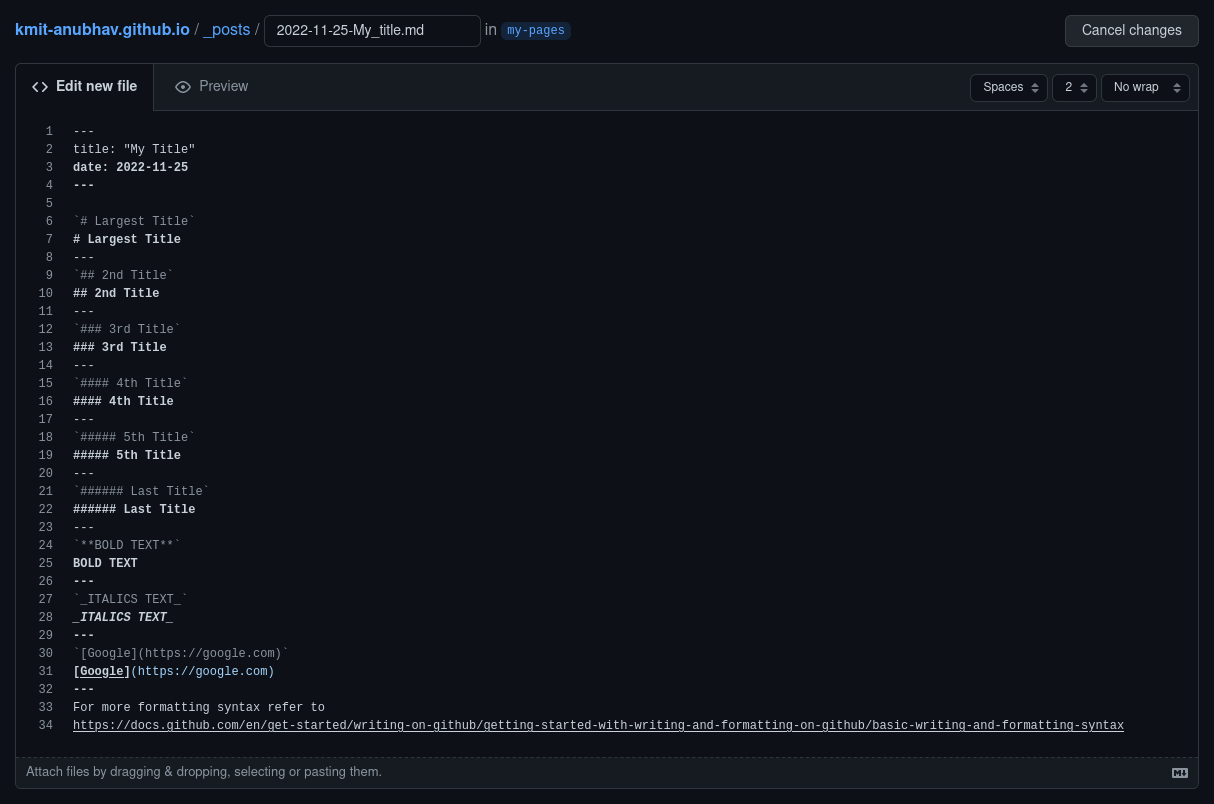 kmit-anubhav.github.io / _posts / 2022-11-25-My_title.md in my-pages Cancel changes
Edit new file Preview Spaces 2 No wrap
1 ---
2 title: "My Title"
3 date: 2022-11-25
4 ---
5
6 `# Largest Title`
7 # Largest Title
8 ---
9 `## 2nd Title`
10 ## 2nd Title
11 ---
12 `### 3rd Title`
13 ### 3rd Title
14 ---
15 `#### 4th Title`
16 #### 4th Title
17 ---
18 `##### 5th Title`
19 ##### 5th Title
20 ---
21 `###### Last Title`
22 ###### Last Title
23 ---
24 `**BOLD TEXT**`
25 BOLD TEXT
26 ---
27 `_ITALICS TEXT_`
28 _ITALICS TEXT_
29 ---
30 `[Google](https://google.com)`
31 [Google](https://google.com)
32 ---
33 For more formatting syntax refer to
34 https://docs.github.com/en/get-started/writing-on-github/getting-started-with-writing-and-formatting-on-github/basic-writing-and-formatting-syntax
Attach files by dragging & dropping, selecting or pasting them.